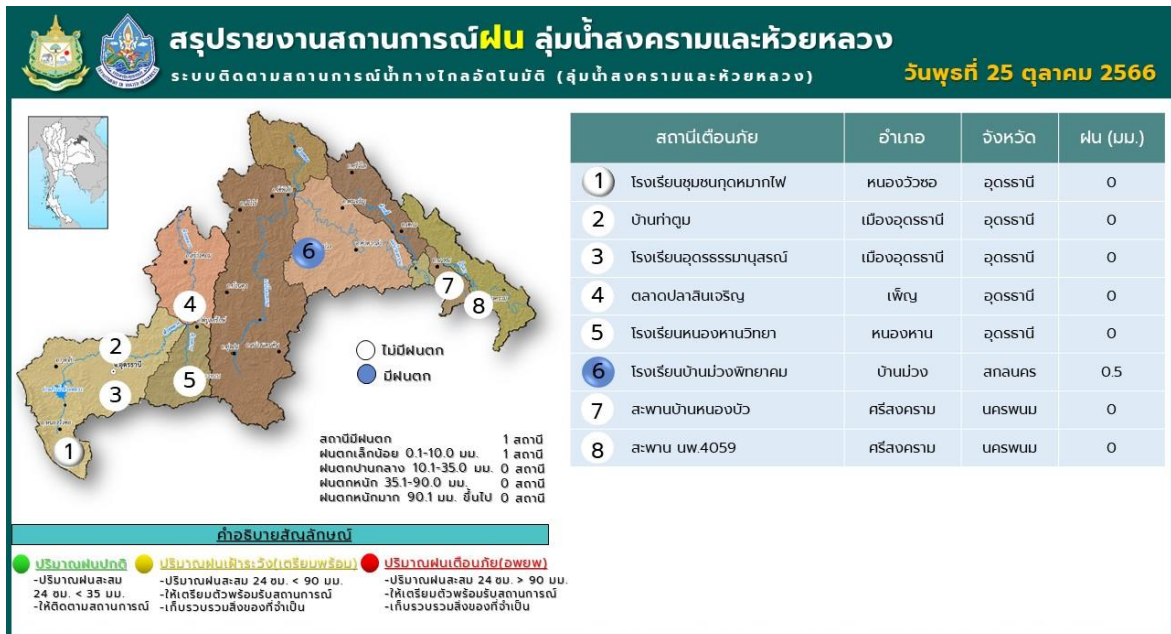 สรุปรายงานสถานการณ์ฝน ลุ่มน้ำสงครามและห้วยหลวง
ระบบติดตามสถานการณ์น้ำทางไกลอัตโนมัติ (ลุ่มน้ำสงครามและห้วยหลวง)
วันพุธที่ 25 ตุลาคม 2566
สถานีเตือนภัย อำเภอ จังหวัด ฝน (มม.)
1 โรงเรียนชุมชนกุดหมากไฟ หนองวัวซอ อุดรธานี 0
2 บ้านท่าตูม เมืองอุดรธานี อุดรธานี 0
3 โรงเรียนอุดรธรรมานุสรณ์ เมืองอุดรธานี อุดรธานี 0
4 ตลาดปลาสินเจริญ เพ็ญ อุดรธานี 0
5 โรงเรียนหนองหานวิทยา หนองหาน อุดรธานี 0
6 โรงเรียนบ้านม่วงพิทยาคม บ้านม่วง สกลนคร 0.5
7 สะพานบ้านหนองบัว ศรีสงคราม นครพนม 0
8 สะพาน นพ.4059 ศรีสงคราม นครพนม 0
6
7
8
4
2
อุดรธานี
5
3
1
ไม่มีฝนตก
มีฝนตก
สถานีมีฝนตก 1 สถานี
ฝนตกเล็กน้อย 0.1-10.0 มม. 1 สถานี
ฝนตกปานกลาง 10.1-35.0 มม. 0 สถานี
ฝนตกหนัก 35.1-90.0 มม. 0 สถานี
ฝนตกหนักมาก 90.1 มม. ขึ้นไป 0 สถานี
คำอธิบายสัญลักษณ์
ปริมาณฝนปกติ
-ปริมาณฝนสะสม
24 ชม. < 35 มม.
-ให้ติดตามสถานการณ์
ปริมาณฝนเฝ้าระวัง(เตรียมพร้อม)
-ปริมาณฝนสะสม 24 ชม. < 90 มม.
-ให้เตรียมตัวพร้อมรับสถานการณ์
-เก็บรวบรวมสิ่งของที่จำเป็น
ปริมาณฝนเตือนภัย(อพยพ)
-ปริมาณฝนสะสม 24 ชม. > 90 มม.
-ให้เตรียมตัวพร้อมรับสถานการณ์
-เก็บรวบรวมสิ่งของที่จำเป็น